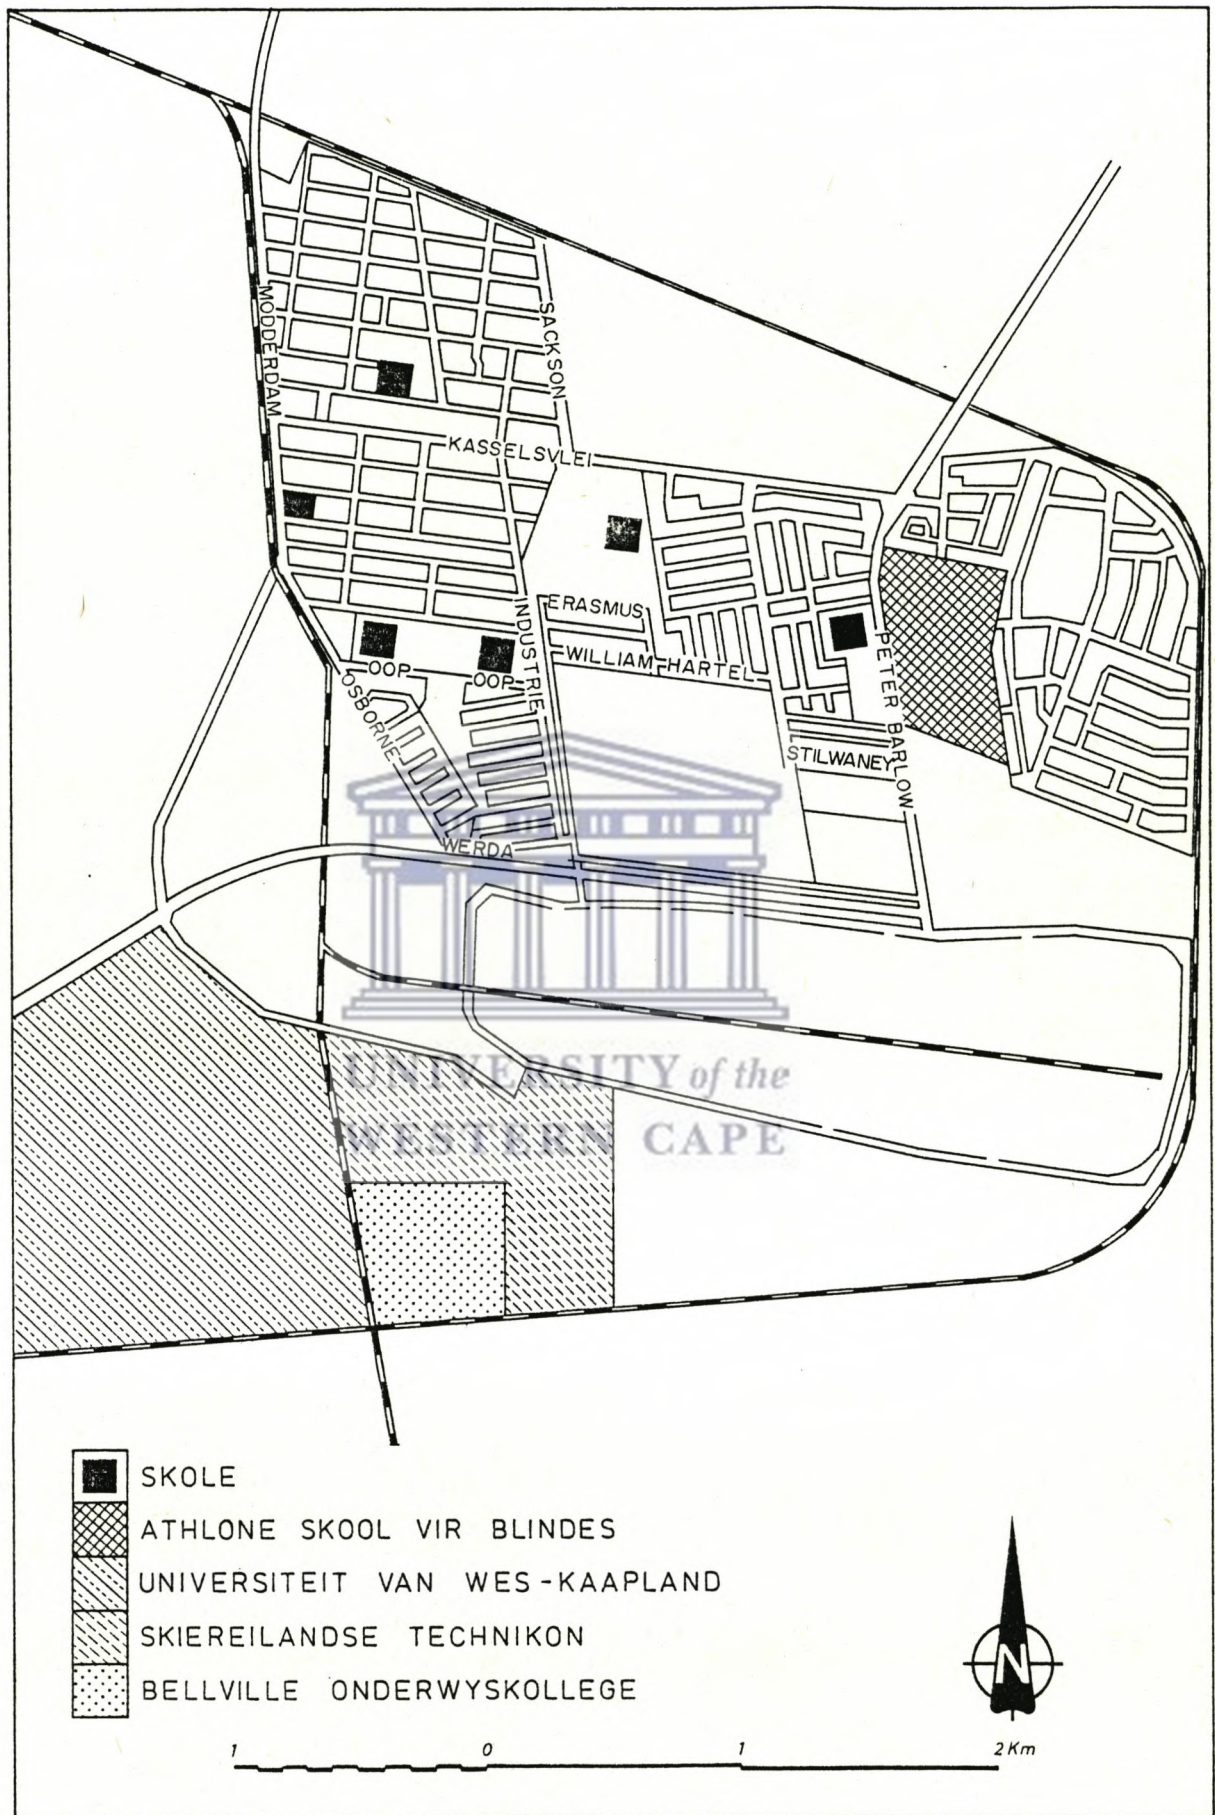 MODDERDAM
SACKSON
KASSELSVLEI
ERASMUS
INDUSTRIE
WILLIAM HARTEL
OOP
OOP
PETER BARLOW
OSBORNE
STILWANEY
WERDA
UNIVERSITY of the
WESTERN CAPE
SKOLE
ATHLONE SKOOL VIR BLINDES
UNIVERSITEIT VAN WES-KAAPLAND
SKIEREILANDSE TECHNIKON
BELLVILLE ONDERWYSKOLLEGE
N
1 0 1 2 Km